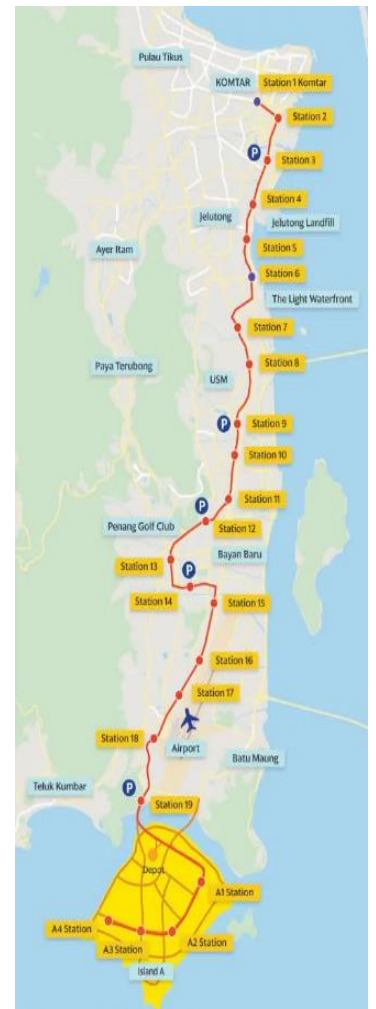 Pulau Tikus
KOMTAR
Station 1 Komtar
Station 2
P
Station 3
Station 4
Jelutong
Jelutong Landfill
Station 5
Ayer Itam
Station 6
The Light Waterfront
Station 7
Paya Terubong
Station 8
USM
P
Station 9
Station 10
P
Station 11
Penang Golf Club
Station 12
Bayan Baru
Station 13
P
Station 14
Station 15
Station 16
Station 17
Station 18
Airport
Batu Maung
Teluk Kumbar
P
Station 19
Depot
A1 Station
A4 Station
A3 Station
A2 Station
Island A